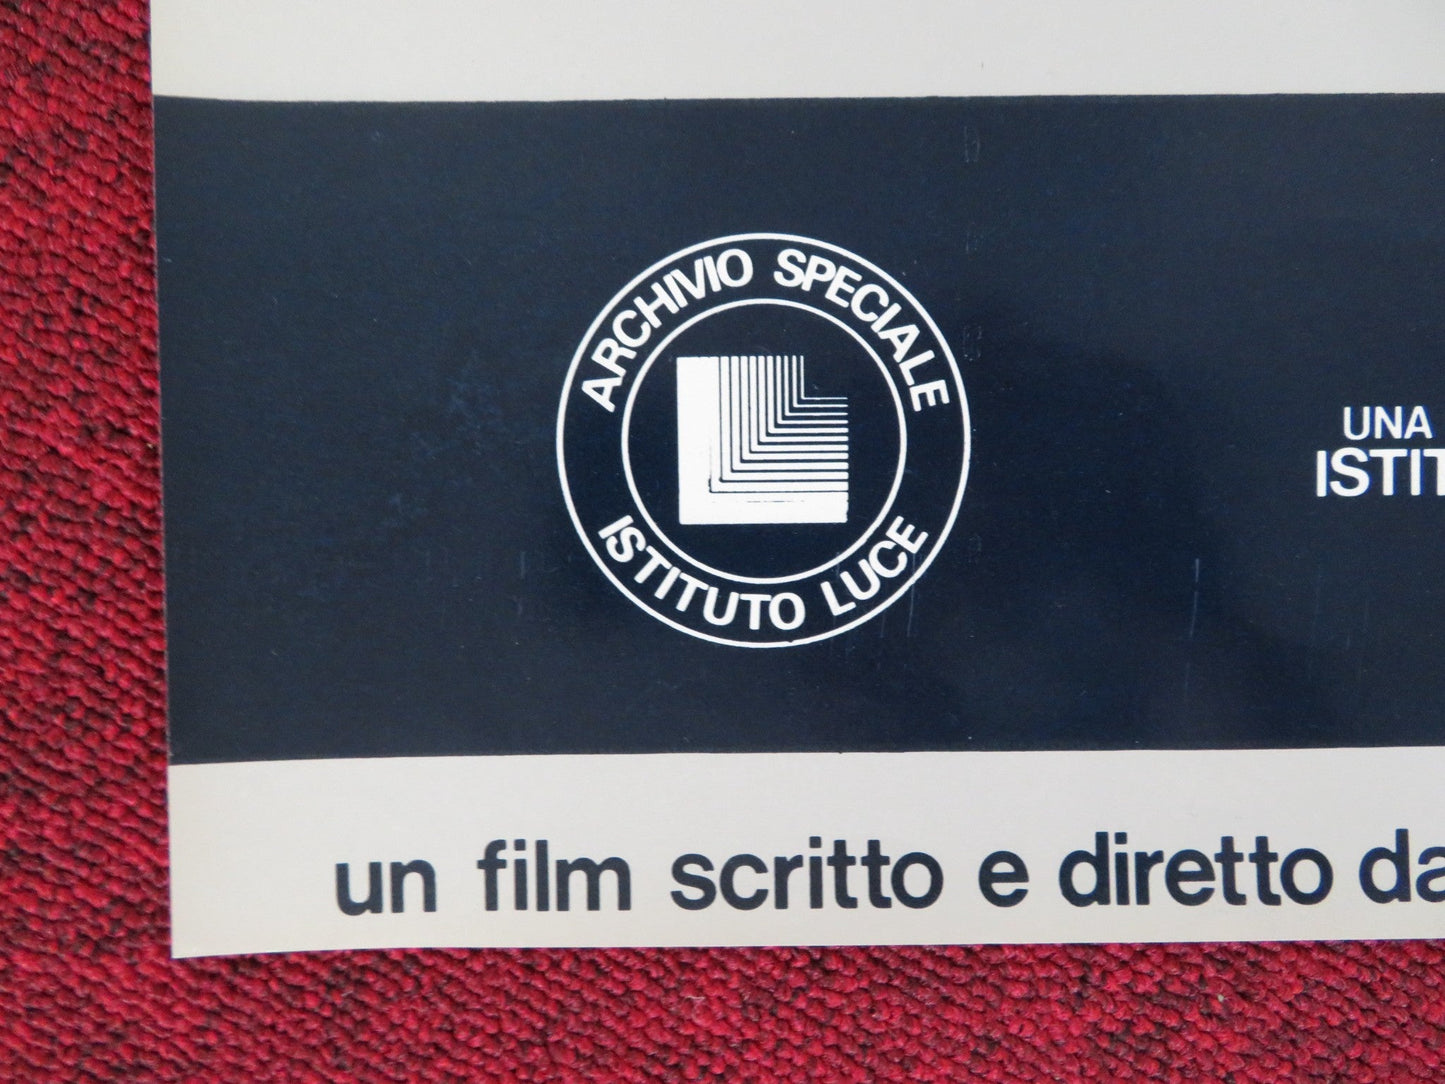 ARCHIVIO SPECIALE
ISTITUTO LUCE
UNA
ISTIT
un film scritto e diretto da